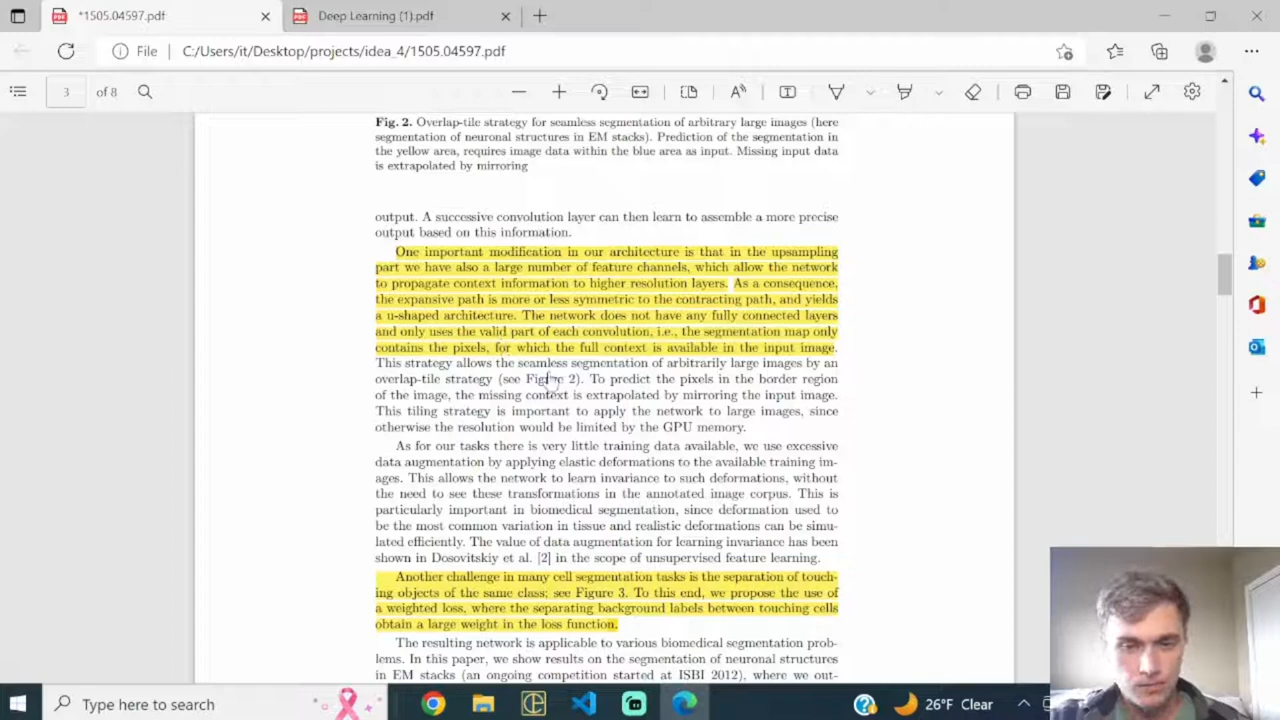 *1505.04597.pdf
Deep Learning (1).pdf
File
C:/Users/it/Desktop/projects/idea_4/1505.04597.pdf
3
of 8
Fig. 2. Overlap-tile strategy for seamless segmentation of arbitrary large images (here
segmentation of neuronal structures in EM stacks). Prediction of the segmentation in
the yellow area, requires image data within the blue area as input. Missing input data
is extrapolated by mirroring
output. A successive convolution layer can then learn to assemble a more precise
output based on this information.
One important modification in our architecture is that in the upsampling
part we have also a large number of feature channels, which allow the network
to propagate context information to higher resolution layers. As a consequence,
the expansive path is more or less symmetric to the contracting path, and yields
a u-shaped architecture. The network does not have any fully connected layers
and only uses the valid part of each convolution, i.e., the segmentation map only
contains the pixels, for which the full context is available in the input image.
This strategy allows the seamless segmentation of arbitrarily large images by an
overlap-tile strategy (see Figure 2). To predict the pixels in the border region
of the image, the missing context is extrapolated by mirroring the input image.
This tiling strategy is important to apply the network to large images, since
otherwise the resolution would be limited by the GPU memory.
As for our tasks there is very little training data available, we use excessive
data augmentation by applying elastic deformations to the available training im-
ages. This allows the network to learn invariance to such deformations, without
the need to see these transformations in the annotated image corpus. This is
particularly important in biomedical segmentation, since deformation used to
be the most common variation in tissue and realistic deformations can be simu-
lated efficiently. The value of data augmentation for learning invariance has been
shown in Dosovitskiy et al. [2] in the scope of unsupervised feature learning.
Another challenge in many cell segmentation tasks is the separation of touch-
ing objects of the same class; see Figure 3. To this end, we propose the use of
a weighted loss, where the separating background labels between touching cells
obtain a large weight in the loss function.
The resulting network is applicable to various biomedical segmentation prob-
lems. In this paper, we show results on the segmentation of neuronal structures
in EM stacks (an ongoing competition started at ISBI 2012), where we out-
Type here to search
26°F Clear